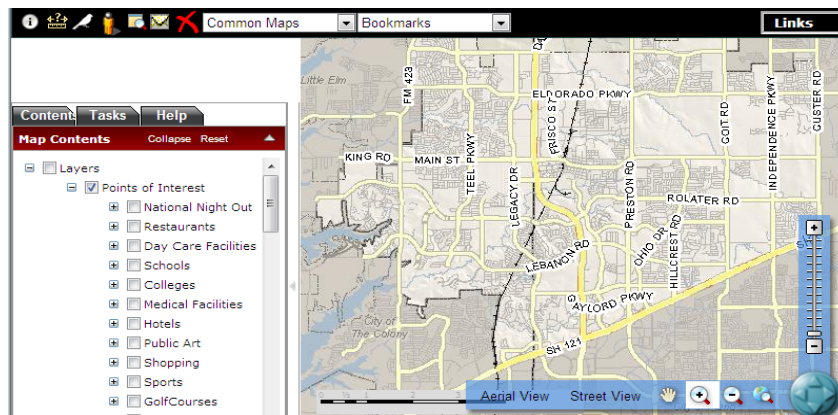 Common Maps
Bookmarks
Links
Content
Tasks
Help
Map Contents Collapse Reset
Layers
Points of Interest
National Night Out
Restaurants
Day Care Facilities
Schools
Colleges
Medical Facilities
Hotels
Public Art
Shopping
Sports
GolfCourses
Little Elm
FM 423
ELDORADO PKWY
FRISCO ST
COIT RD
INDEPENDENCE PKWY
CUSTER RD
KING RD
MAIN ST
TEEL PKWY
LEGACY DR
PRESTON RD
ROLATER RD
LEBANON RD
OHIO DR
HILLCREST RD
GAYLORD PKWY
City of
The Colony
SH 121
Aerial View
Street View